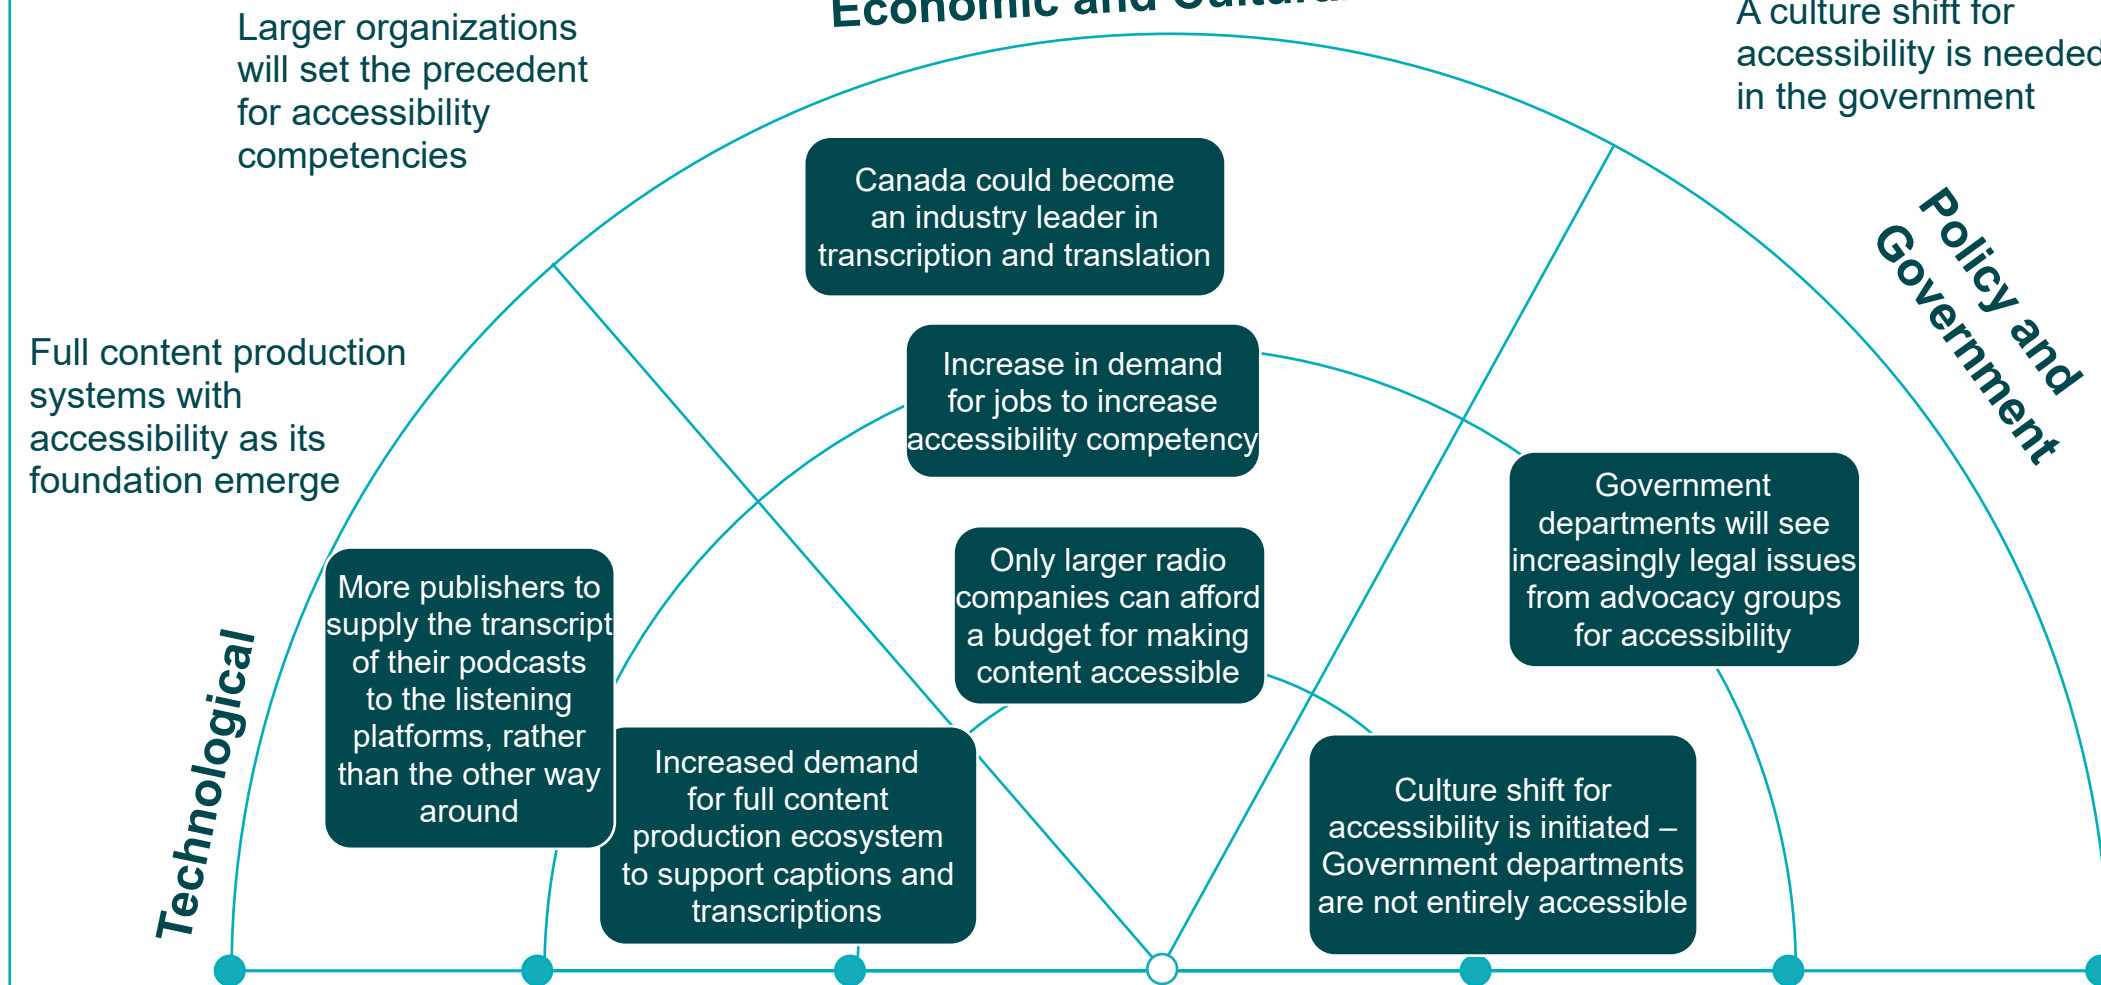 Economic and Cultural
Larger organizations
will set the precedent
for accessibility
competencies
A culture shift for
accessibility is needed
in the government
Canada could become
an industry leader in
transcription and translation
Policy and
Government
Full content production
systems with
accessibility as its
foundation emerge
Increase in demand
for jobs to increase
accessibility competency
Government
departments will see
increasingly legal issues
from advocacy groups
for accessibility
Only larger radio
companies can afford
a budget for making
content accessible
More publishers to
supply the transcript
of their podcasts
to the listening
platforms, rather
than the other way
around
Technological
Increased demand
for full content
production ecosystem
to support captions and
transcriptions
Culture shift for
accessibility is initiated –
Government departments
are not entirely accessible